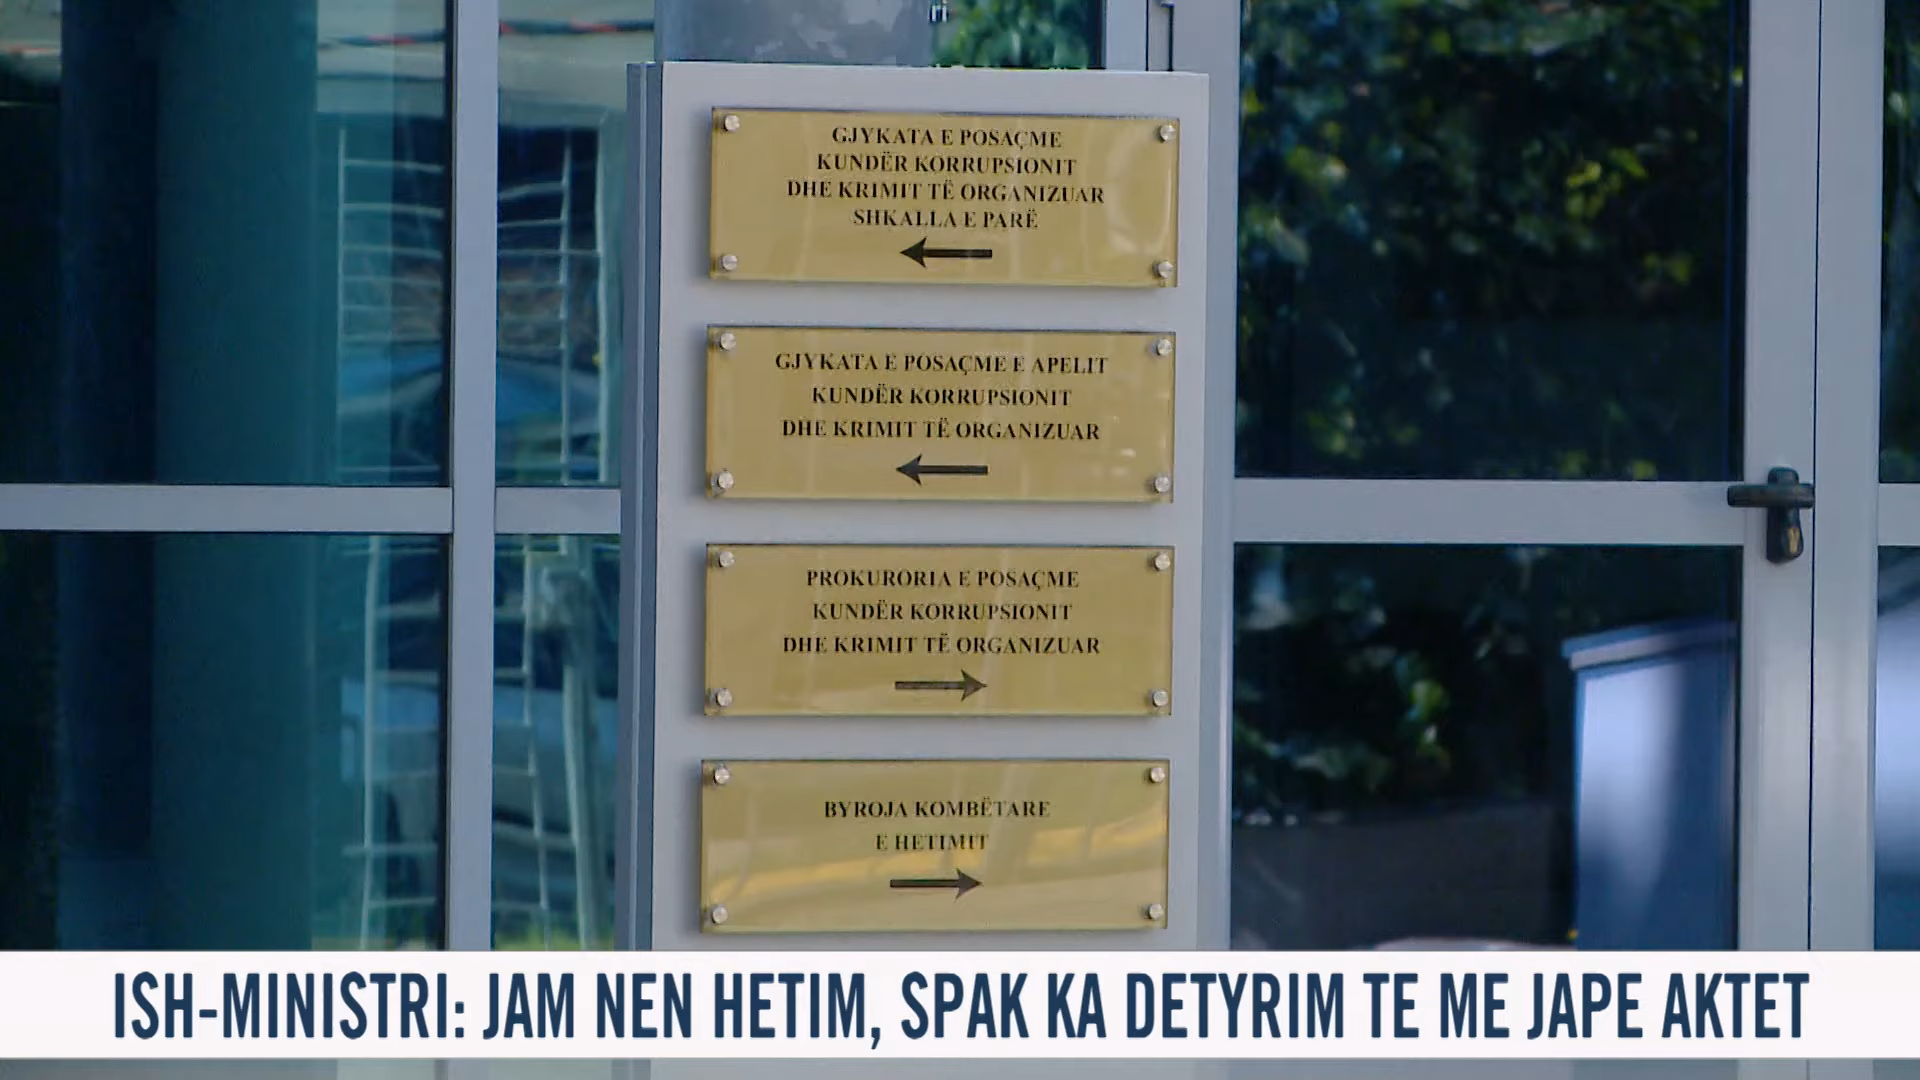 GJYKATA E POSAÇME
KUNDËR KORRUPSIONIT
DHE KRIMIT TË ORGANIZUAR
SHKALLA E PARË
GJYKATA E POSAÇME E APELIT
KUNDËR KORRUPSIONIT
DHE KRIMIT TË ORGANIZUAR
PROKURORIA E POSAÇME
KUNDËR KORRUPSIONIT
DHE KRIMIT TË ORGANIZUAR
BYROJA KOMBËTARE
E HETIMIT
ISH-MINISTRI: JAM NEN HETIM, SPAK KA DETYRIM TE ME JAPE AKTET